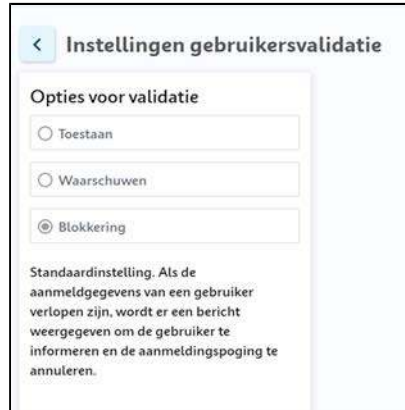 Instellingen gebruikersvalidatie
Opties voor validatie
Toestaan
Waarschuwen
Blokkering
Standaardinstelling. Als de
aanmeldgegevens van een gebruiker
verlopen zijn, wordt er een bericht
weergegeven om de gebruiker te
informeren en de aanmeldingspoging te
annuleren.